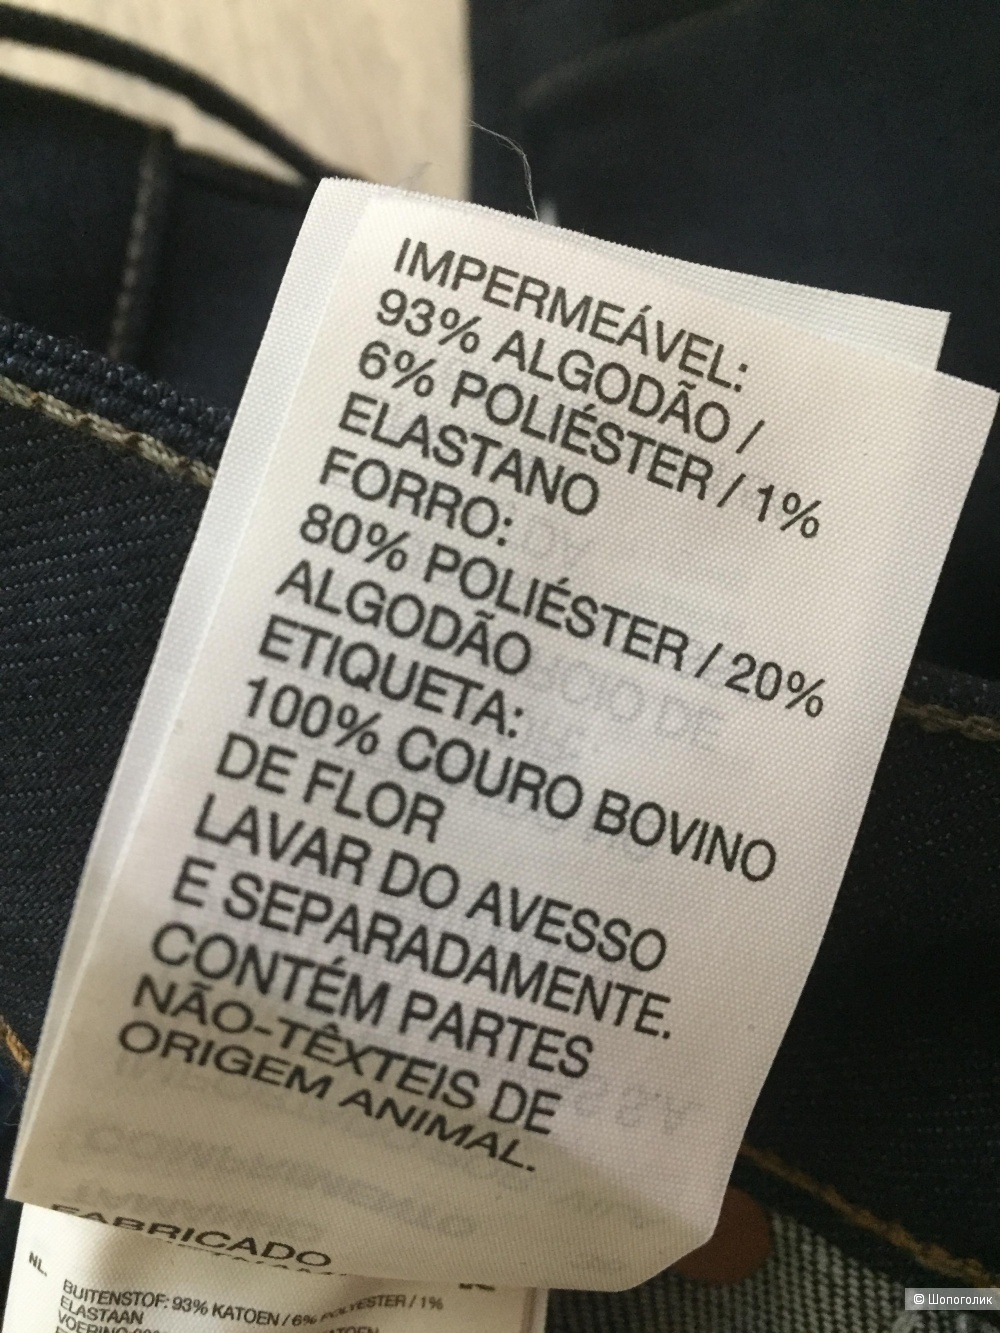 IMPERMEÁVEL:
93% ALGODÃO /
6% POLIÉSTER / 1%
ELASTANO
FORRO:
80% POLIÉSTER / 20%
ALGODÃO
ETIQUETA:
100% COURO BOVINO
DE FLOR
LAVAR DO AVESSO
E SEPARADAMENTE.
CONTÉM PARTES
NÃO-TÊXTEIS DE
ORIGEM ANIMAL.
FABRICADO
NL.
BUITENSTOF: 93% KATOEN / 6% POLYESTER / 1%
ELASTAAN
© Шопоголик